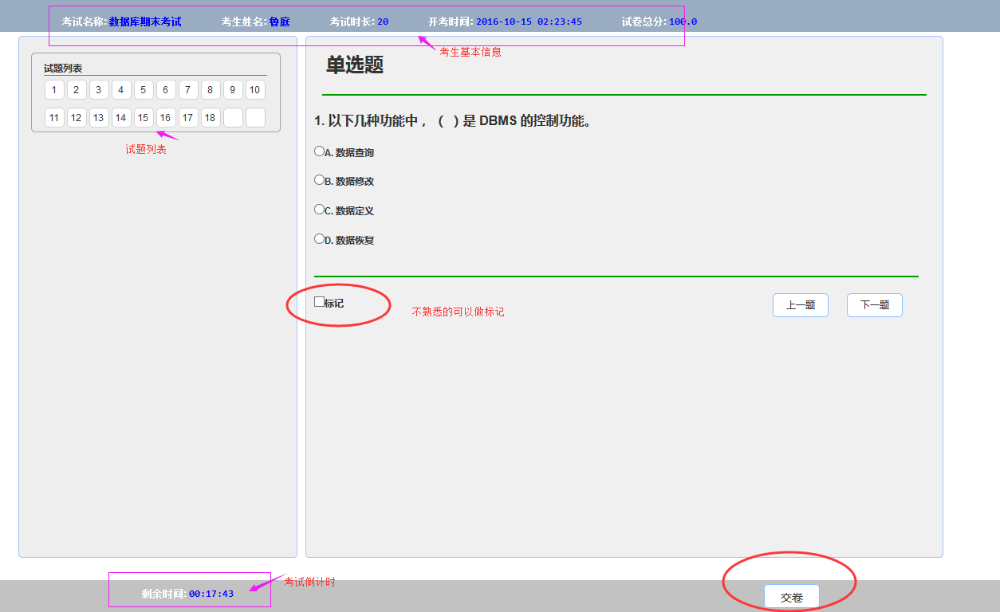 考试名称:数据库期末考试 考生姓名:鲁庭 考试时长:20 开考时间:2016-10-15 02:23:45 试卷总分:100.0
考生基本信息
试题列表
1 2 3 4 5 6 7 8 9 10
11 12 13 14 15 16 17 18
试题列表
单选题
1. 以下几种功能中，（ ）是 DBMS 的控制功能。
A. 数据查询
B. 数据修改
C. 数据定义
D. 数据恢复
标记
不熟悉的可以做标记
上一题 下一题
剩余时间:00:17:43
考试倒计时
交卷